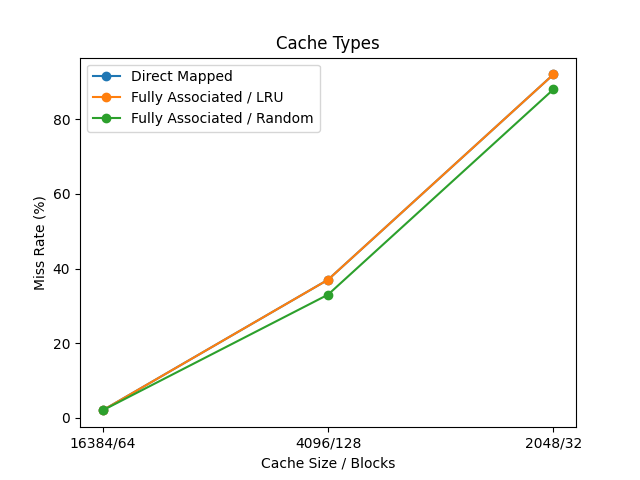 Cache Types
Direct Mapped
Fully Associated / LRU
Fully Associated / Random
Miss Rate (%)
80
60
40
20
0
16384/64 4096/128 2048/32
Cache Size / Blocks